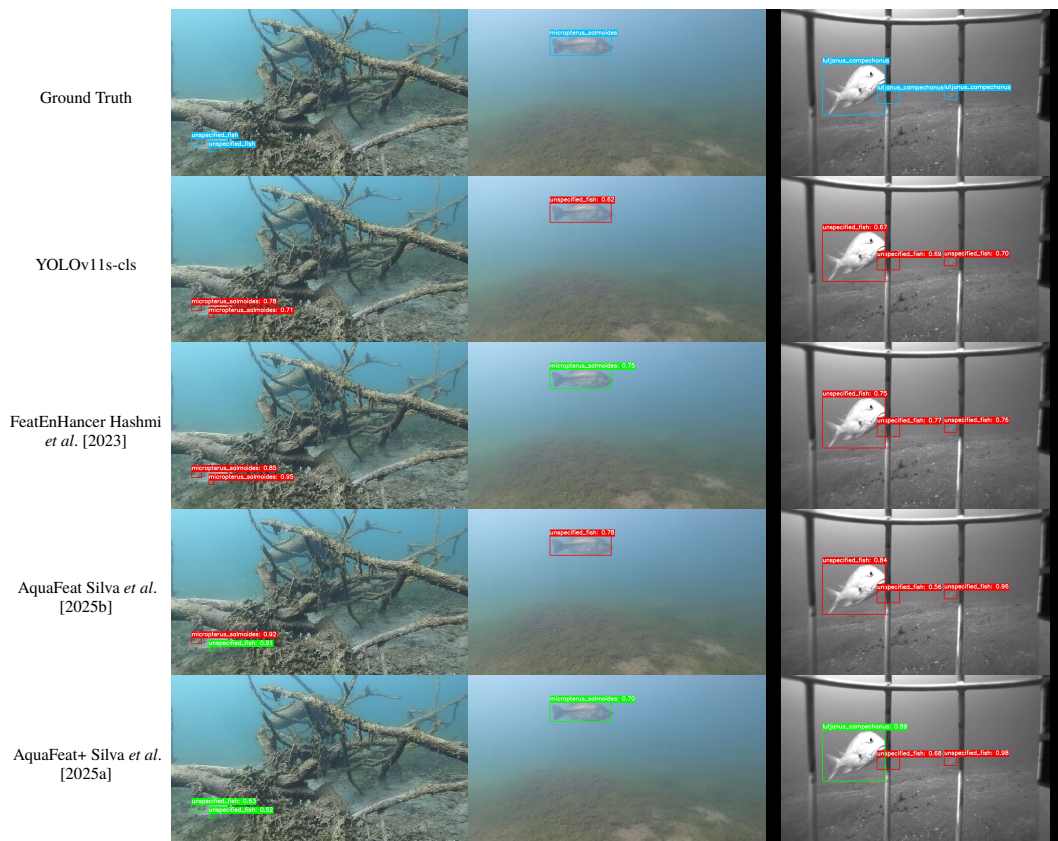 Ground Truth
unspecified_fish
unspecified_fish
micropterus_salmoides
lutjanus_campechanus
lutjanus_campechanus
lutjanus_campechanus
YOLOv11s-cls
micropterus_salmoides: 0.78
micropterus_salmoides: 0.71
unspecified_fish: 0.62
unspecified_fish: 0.67
unspecified_fish: 0.69
unspecified_fish: 0.70
FeatEnHancer Hashmi
et al. [2023]
micropterus_salmoides: 0.85
micropterus_salmoides: 0.95
micropterus_salmoides: 0.75
unspecified_fish: 0.75
unspecified_fish: 0.77
unspecified_fish: 0.76
AquaFeat Silva et al.
[2025b]
micropterus_salmoides: 0.92
unspecified_fish: 0.91
unspecified_fish: 0.78
unspecified_fish: 0.84
unspecified_fish: 0.56
unspecified_fish: 0.96
AquaFeat+ Silva et al.
[2025a]
unspecified_fish: 0.63
unspecified_fish: 0.52
micropterus_salmoides: 0.70
lutjanus_campechanus: 0.99
unspecified_fish: 0.68
unspecified_fish: 0.98